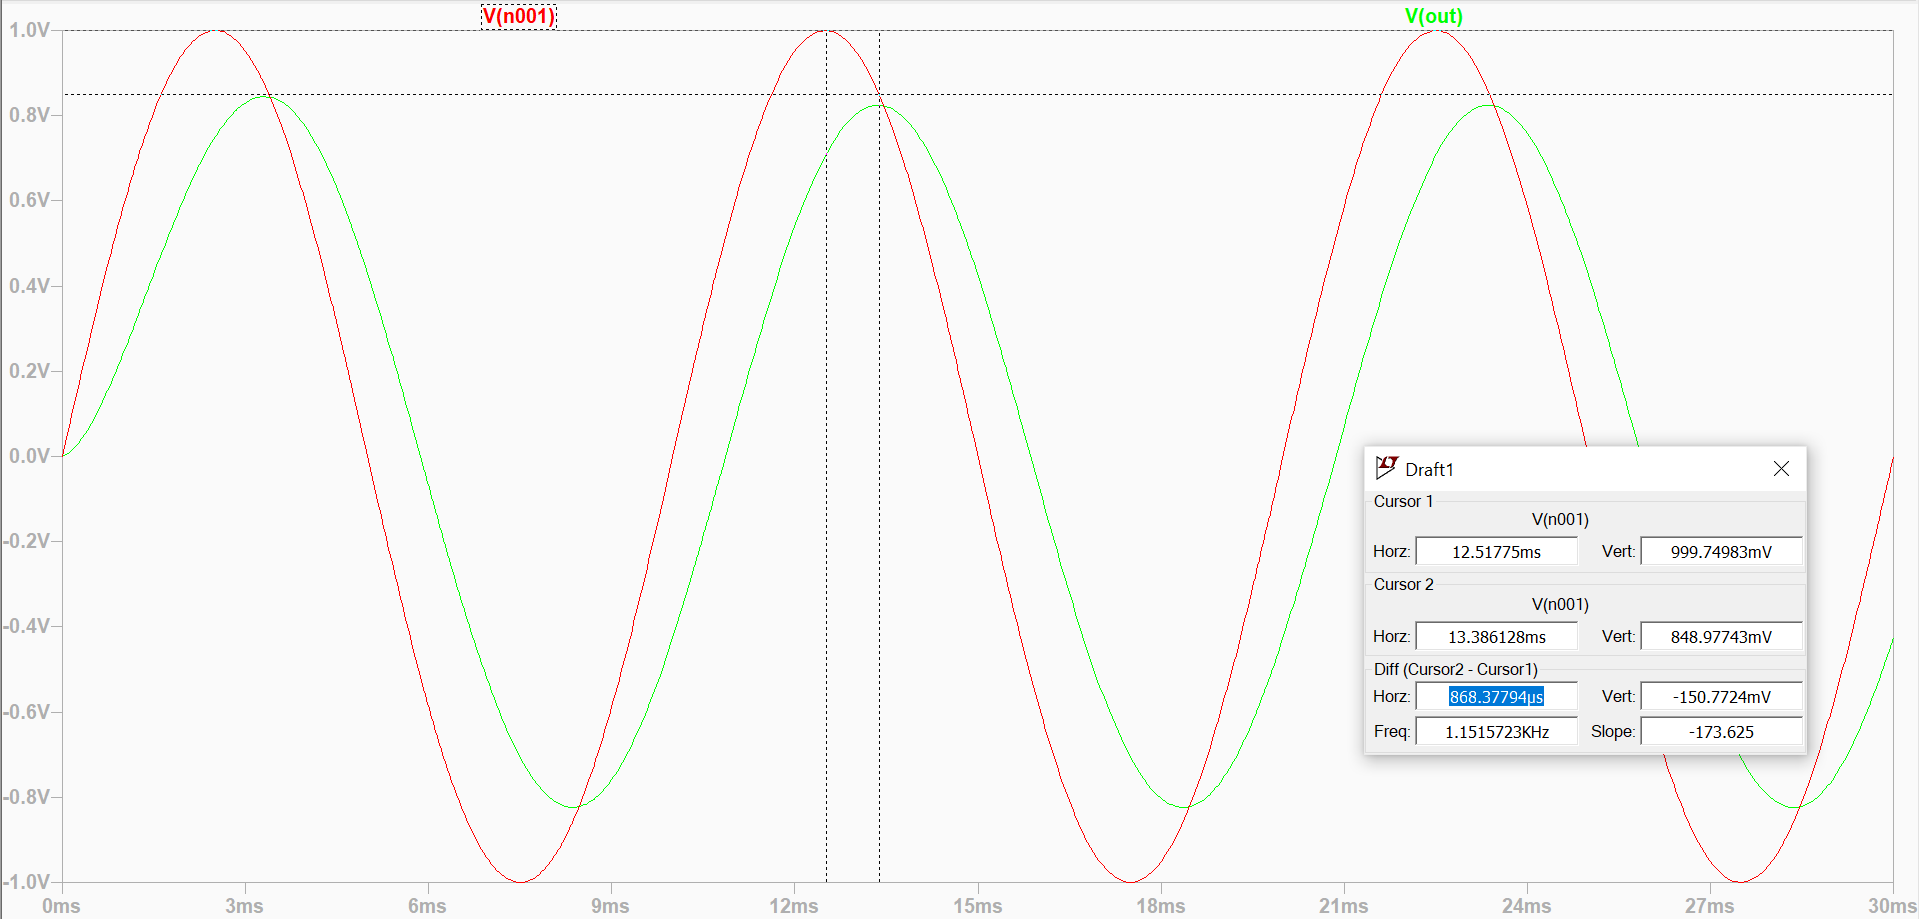 V(n001) V(out)
1.0V
0.8V
0.6V
0.4V
0.2V
0.0V
-0.2V
-0.4V
-0.6V
-0.8V
-1.0V
0ms 3ms 6ms 9ms 12ms 15ms 18ms 21ms 24ms 27ms 30ms
Draft1
Cursor 1
V(n001)
Horz: 12.51775ms Vert: 999.74983mV
Cursor 2
V(n001)
Horz: 13.386128ms Vert: 848.97743mV
Diff (Cursor2 - Cursor1)
Horz: 868.37794µs Vert: -150.7724mV
Freq: 1.1515723KHz Slope: -173.625